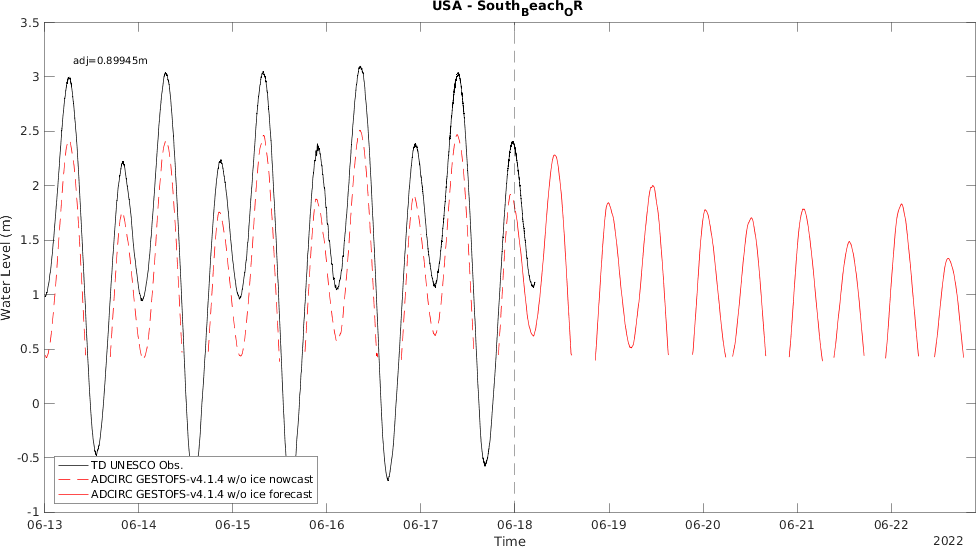 USA - South_Beach_OR
3.5
adj=0.89945m
3
2.5
2
1.5
1
0.5
0
-0.5
-1
Water Level (m)
TD UNESCO Obs.
ADCIRC GESTOFS-v4.1.4 w/o ice nowcast
ADCIRC GESTOFS-v4.1.4 w/o ice forecast
06-13 06-14 06-15 06-16 06-17 06-18 06-19 06-20 06-21 06-22
Time
2022